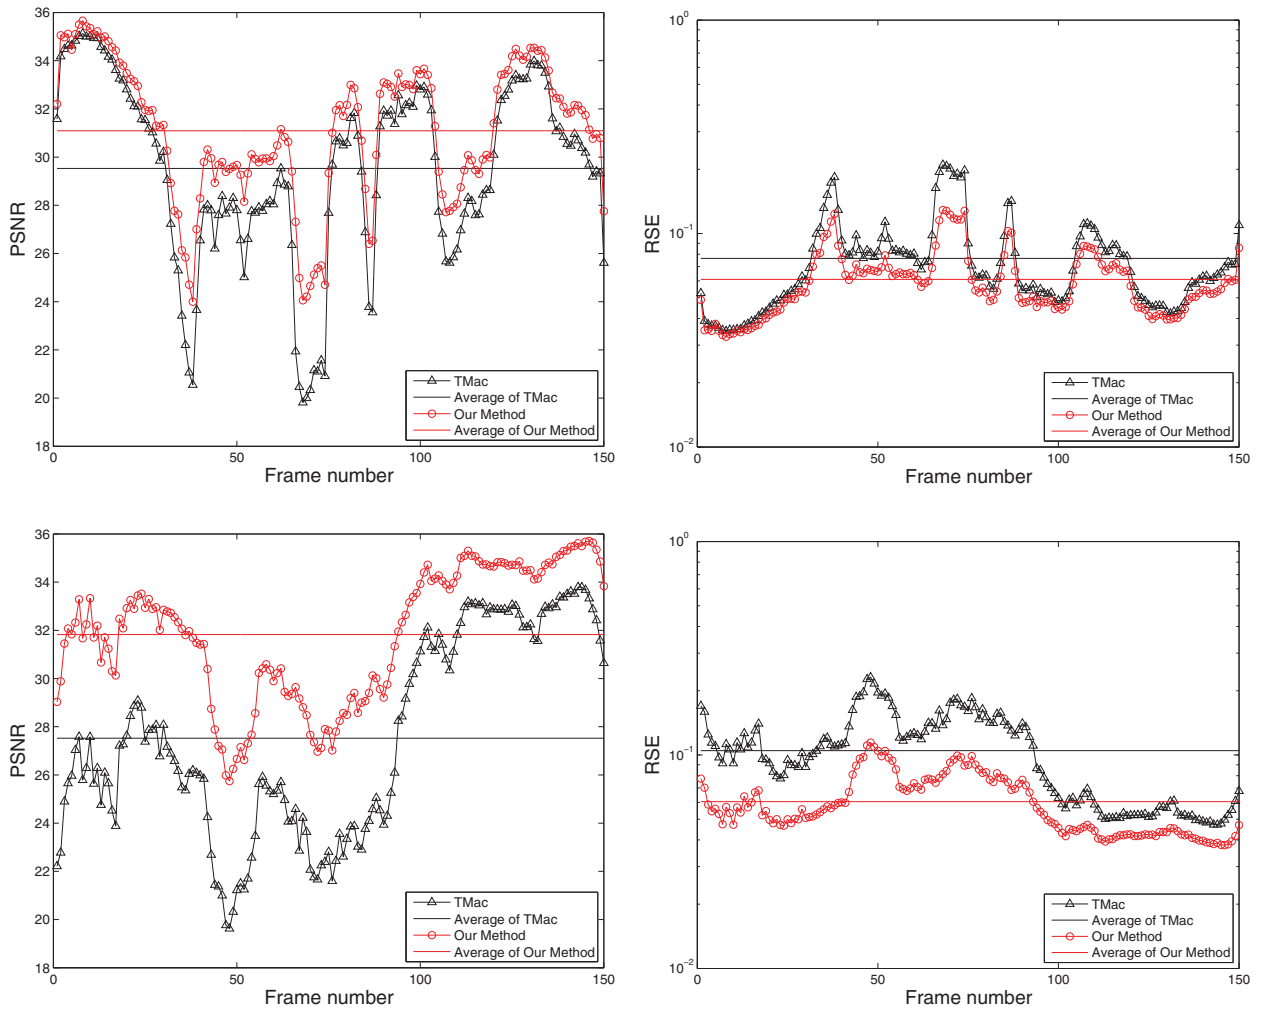 PSNR
36
34
32
30
28
26
24
22
20
18
0
50
100
150
Frame number
TMac
Average of TMac
Our Method
Average of Our Method
RSE
10^0
10^-1
10^-2
0
50
100
150
Frame number
TMac
Average of TMac
Our Method
Average of Our Method
PSNR
36
34
32
30
28
26
24
22
20
18
0
50
100
150
Frame number
TMac
Average of TMac
Our Method
Average of Our Method
RSE
10^0
10^-1
10^-2
0
50
100
150
Frame number
TMac
Average of TMac
Our Method
Average of Our Method